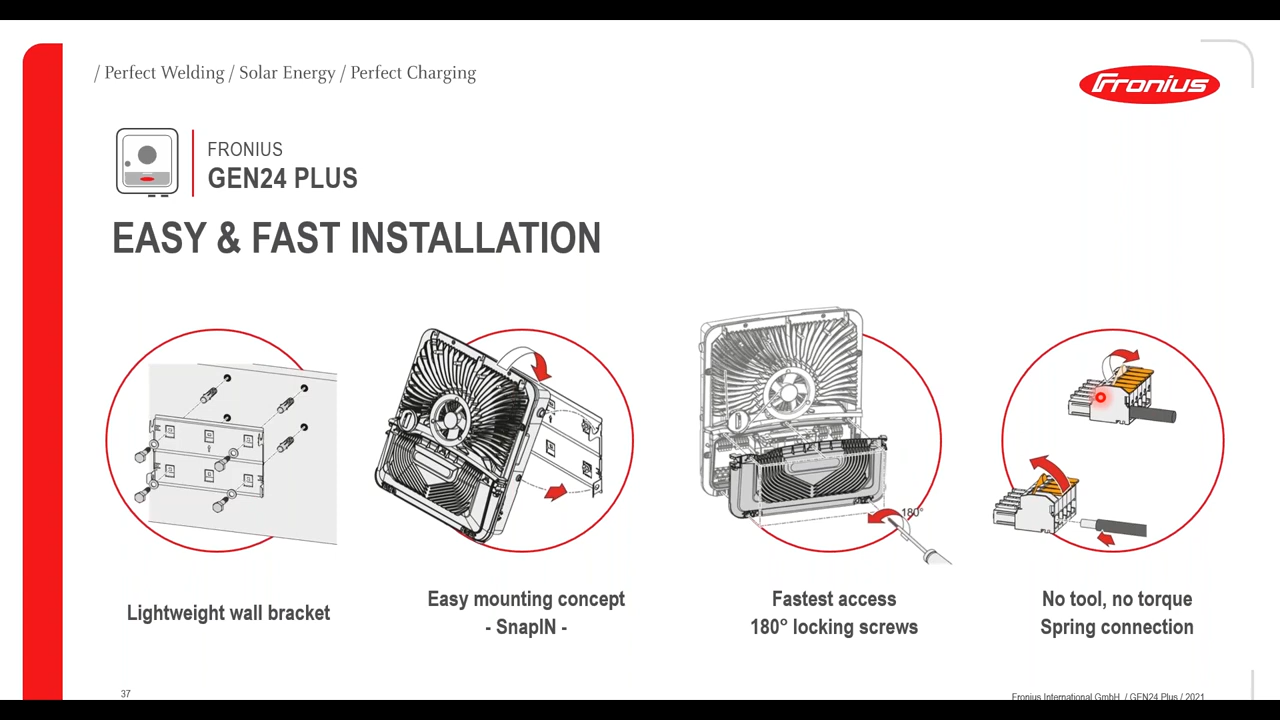 / Perfect Welding / Solar Energy / Perfect Charging
Fronius
FRONIUS
GEN24 PLUS
EASY & FAST INSTALLATION
180°
Lightweight wall bracket
Easy mounting concept
- SnapIN -
Fastest access
180° locking screws
No tool, no torque
Spring connection
37
Fronius International GmbH / GEN24 Plus / 2021